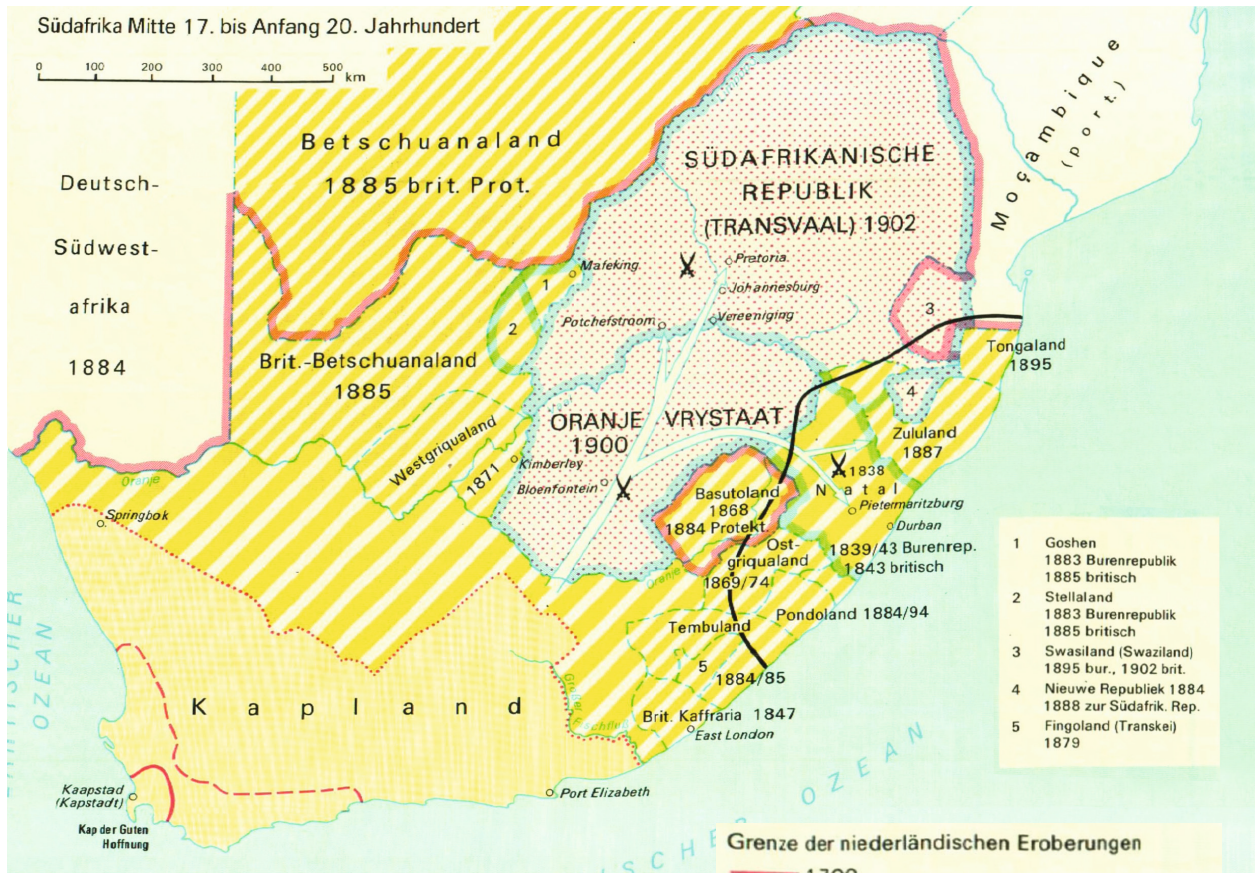 Südafrika Mitte 17. bis Anfang 20. Jahrhundert
0 100 200 300 400 500 km
Betschuanaland
1885 brit. Prot.
Deutsch-
Südwest-
afrika
1884
SÜDAFRIKANISCHE
REPUBLIK
(TRANSVAAL) 1902
Moçambique
(port.)
Mafeking
Pretoria
Johannesburg
Potchefstroom
Vereeniging
1
2
3
4
Tongaland
1895
Brit.-Betschuanaland
1885
ORANJE VRYSTAAT
1900
Westgriqualand
1871
Kimberley
Bloenfontein
Zululand
1887
1838
Natal
Pietermaritzburg
Durban
Basutoland
1868
1884 Protekt.
Ost-
griqualand
1869/74
1839/43 Burenrep.
1843 britisch
Oranje
Oranje
Springbok
Pondoland 1884/94
Tembuland
5
1884/85
Großer
Fischfluß
Brit. Kaffraria 1847
East London
Kapland
Port Elizabeth
Kaapstad
(Kapstadt)
Kap der Guten
Hoffnung
OZEAN
OZEAN
1 Goshen
1883 Burenrepublik
1885 britisch
2 Stellaland
1883 Burenrepublik
1885 britisch
3 Swasiland (Swaziland)
1895 bur., 1902 brit.
4 Nieuwe Republiek 1884
1888 zur Südafrik. Rep.
5 Fingoland (Transkei)
1879
Grenze der niederländischen Eroberungen